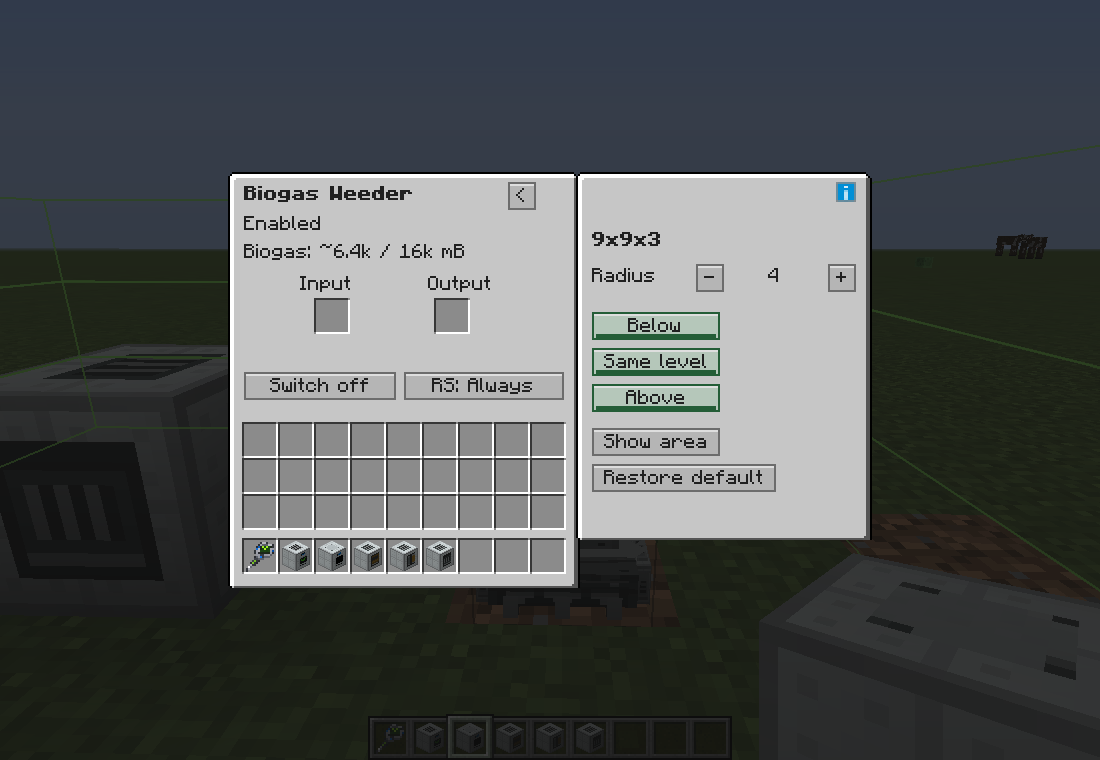 Biogas Weeder
<
Enabled
Biogas: ~6.4k / 16k mB
Input Output
Switch off RS: Always
i
9x9x3
Radius - 4 +
Below
Same level
Above
Show area
Restore default